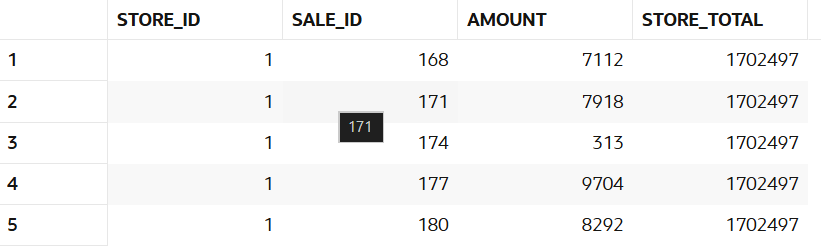 STORE_ID SALE_ID AMOUNT STORE_TOTAL
1 1 168 7112 1702497
2 1 171 7918 1702497
171
3 1 174 313 1702497
4 1 177 9704 1702497
5 1 180 8292 1702497